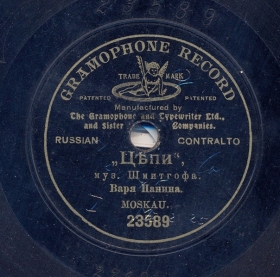 GRAMOPHONE RECORD
TRADE MARK
PATENTED PATENTED
Manufactured by
The Gramophone and Typewriter Ltd.,
and Sister Companies.
RUSSIAN CONTRALTO
„Цѣпи“,
муз. Шмитгофа.
Варя Панина.
MOSKAU.
23589